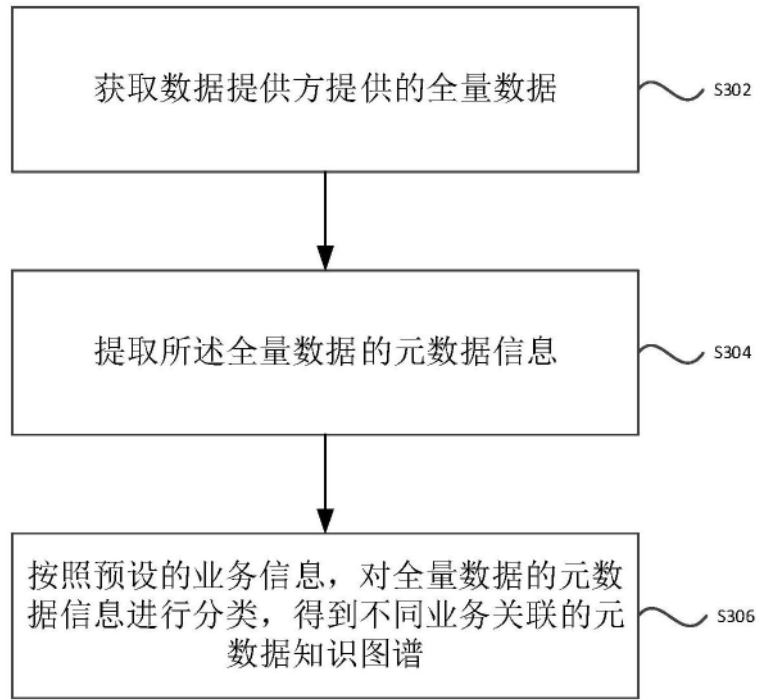 获取数据提供方提供的全量数据
S302
提取所述全量数据的元数据信息
S304
按照预设的业务信息，对全量数据的元数
据信息进行分类，得到不同业务关联的元
数据知识图谱
S306